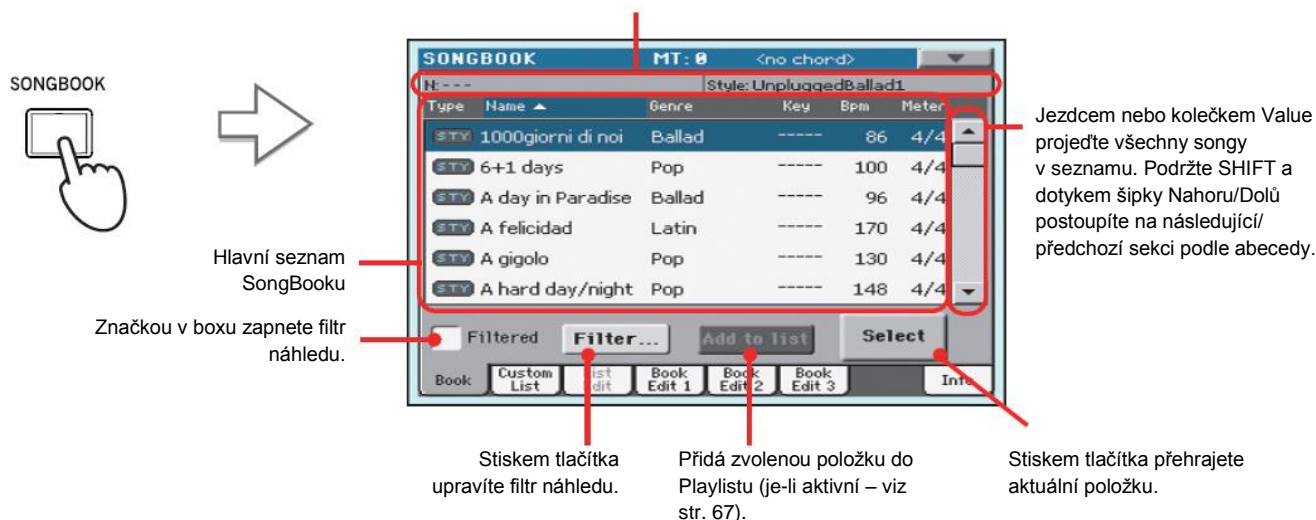 SONGBOOK
SONGBOOK MT: 0 <no chord>
N: - - - Style: UnpluggedBallad1
Type Name Genre Key Bpm Meter
STY 1000giorni di noi Ballad ----- 86 4/4
STY 6+1 days Pop ----- 100 4/4
STY A day in Paradise Ballad ----- 96 4/4
STY A felicidad Latin ----- 170 4/4
STY A gigolo Pop ----- 130 4/4
STY A hard day/night Pop ----- 148 4/4
Filtered Filter... Add to list Select
Book Custom List List Edit Book Edit 1 Book Edit 2 Book Edit 3 Info
Jezdcem nebo kolečkem Value
projeďte všechny songy
v seznamu. Podržte SHIFT a
dotykem šipky Nahoru/Dolů
postoupíte na následující/
předchozí sekci podle abecedy.
Hlavní seznam
SongBooku
Značkou v boxu zapnete filtr
náhledu.
Stiskem tlačítka
upravíte filtr náhledu.
Přidá zvolenou položku do
Playlistu (je-li aktivní – viz
str. 67).
Stiskem tlačítka přehrajete
aktuální položku.